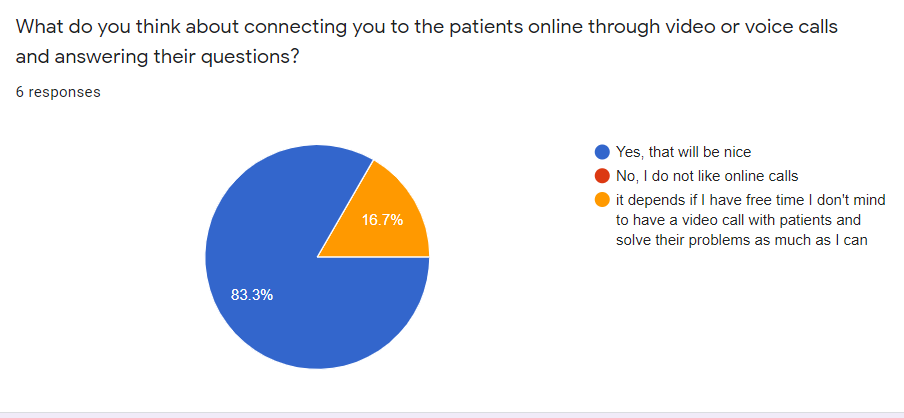 What do you think about connecting you to the patients online through video or voice calls
and answering their questions?
6 responses
Yes, that will be nice
No, I do not like online calls
it depends if I have free time I don't mind
to have a video call with patients and
solve their problems as much as I can
16.7%
83.3%